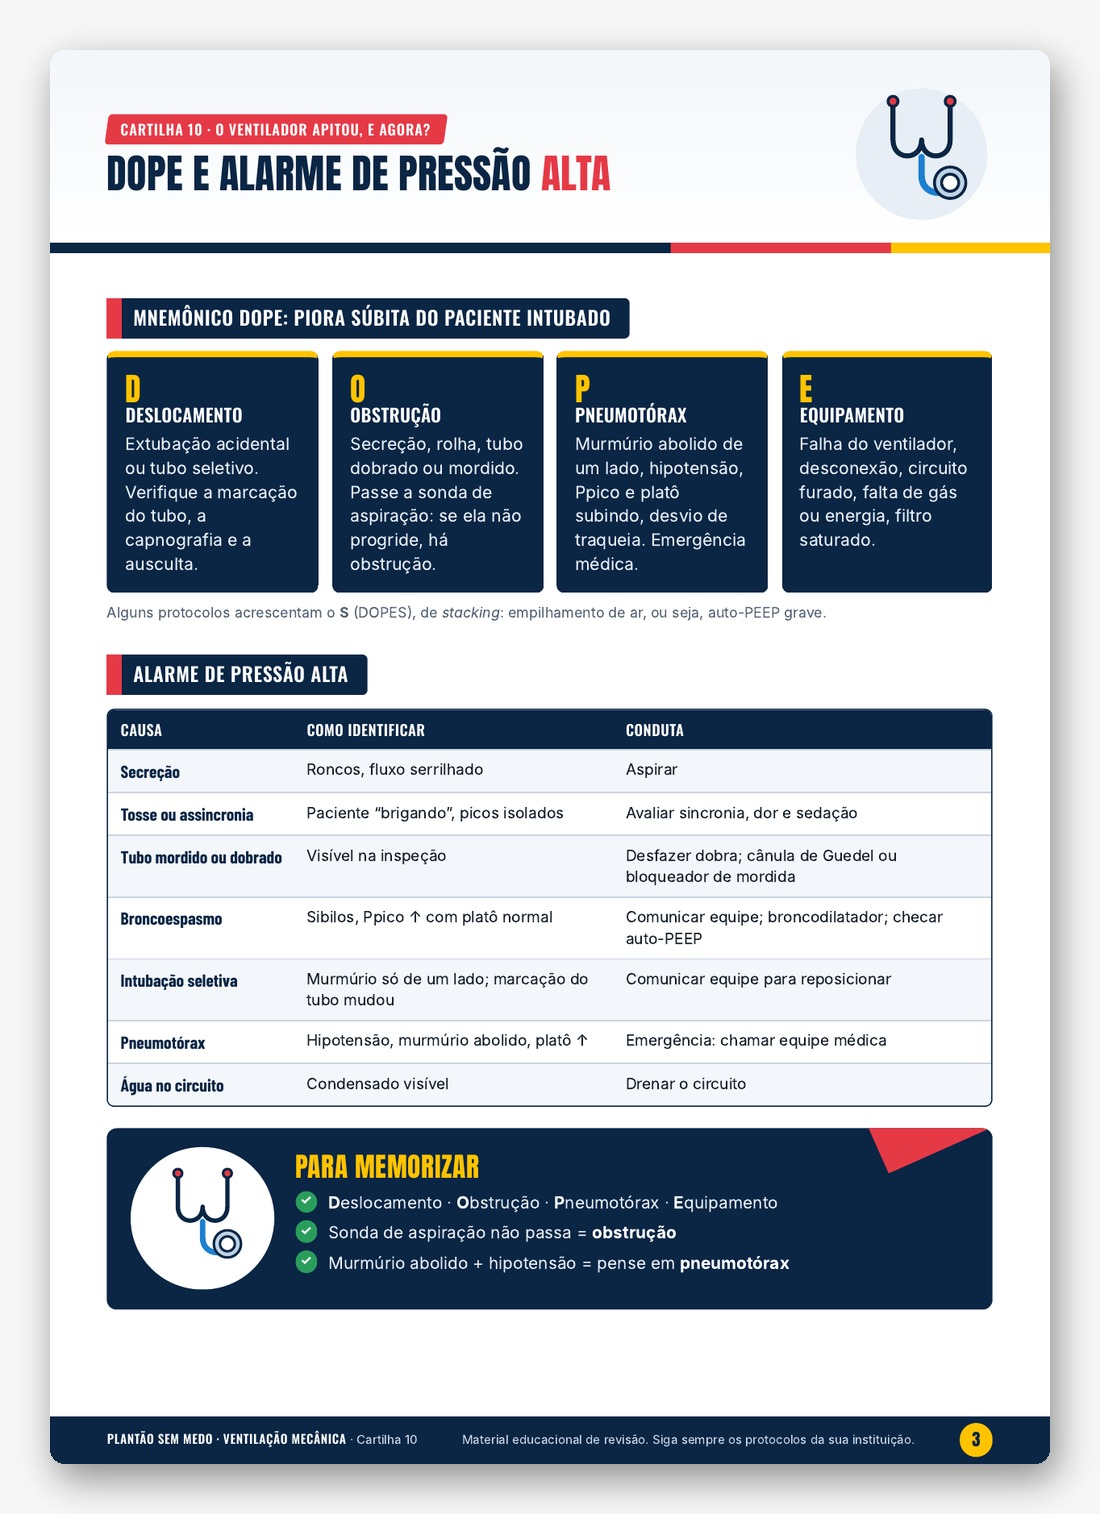 CARTILHA 10 · O VENTILADOR APITOU, E AGORA?
DOPE E ALARME DE PRESSÃO ALTA
MNEMÔNICO DOPE: PIORA SÚBITA DO PACIENTE INTUBADO
D
DESLOCAMENTO
Extubação acidental
ou tubo seletivo.
Verifique a marcação
do tubo, a
capnografia e a
ausculta.
O
OBSTRUÇÃO
Secreção, rolha, tubo
dobrado ou mordido.
Passe a sonda de
aspiração: se ela não
progride, há
obstrução.
P
PNEUMOTÓRAX
Murmúrio abolido de
um lado, hipotensão,
Ppico e platô
subindo, desvio de
traqueia. Emergência
médica.
E
EQUIPAMENTO
Falha do ventilador,
desconexão, circuito
furado, falta de gás
ou energia, filtro
saturado.
Alguns protocolos acrescentam o S (DOPES), de stacking: empilhamento de ar, ou seja, auto-PEEP grave.
ALARME DE PRESSÃO ALTA
CAUSA COMO IDENTIFICAR CONDUTA
Secreção Roncos, fluxo serrilhado Aspirar
Tosse ou assincronia Paciente “brigando”, picos isolados Avaliar sincronia, dor e sedação
Tubo mordido ou dobrado Visível na inspeção Desfazer dobra; cânula de Guedel ou
bloqueador de mordida
Broncoespasmo Sibilos, Ppico ↑ com platô normal Comunicar equipe; broncodilatador; checar
auto-PEEP
Intubação seletiva Murmúrio só de um lado; marcação do Comunicar equipe para reposicionar
tubo mudou
Pneumotórax Hipotensão, murmúrio abolido, platô ↑ Emergência: chamar equipe médica
Água no circuito Condensado visível Drenar o circuito
PARA MEMORIZAR
Deslocamento · Obstrução · Pneumotórax · Equipamento
Sonda de aspiração não passa = obstrução
Murmúrio abolido + hipotensão = pense em pneumotórax
PLANTÃO SEM MEDO · VENTILAÇÃO MECÂNICA · Cartilha 10 Material educacional de revisão. Siga sempre os protocolos da sua instituição. 3